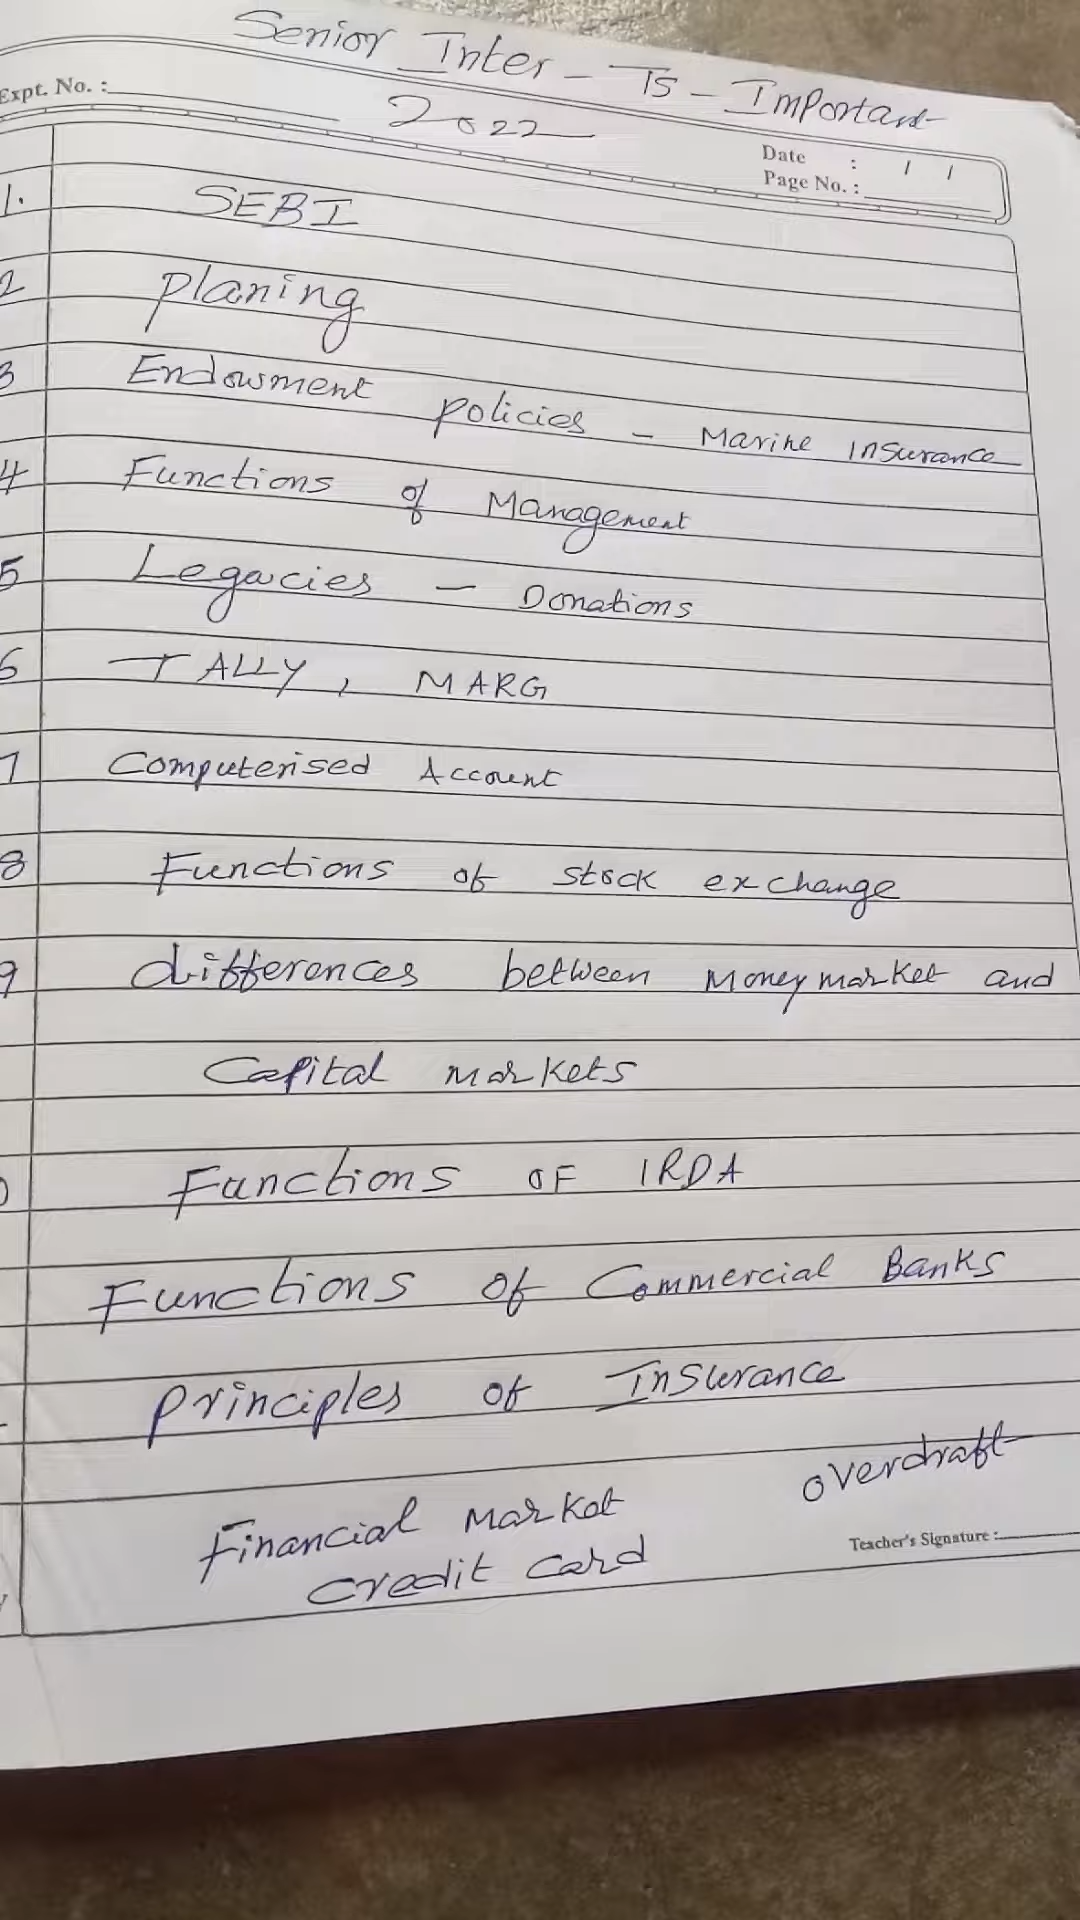 Senior Inter - TS - Important
Expt. No. :
2022
Date : / /
Page No. :
1. SEBI
2 planing
3 Endowment policies - Marine Insurance
4 Functions of Management
5 Legacies - Donations
6 TALLY, MARG
7 Computerised Account
8 Functions of stock exchange
9 differences between Money market and
Capital markets
0 Functions OF IRDA
Functions of Commercial Banks
principles of Insurance
Financial Market overdraft
credit card
Teacher's Signature :